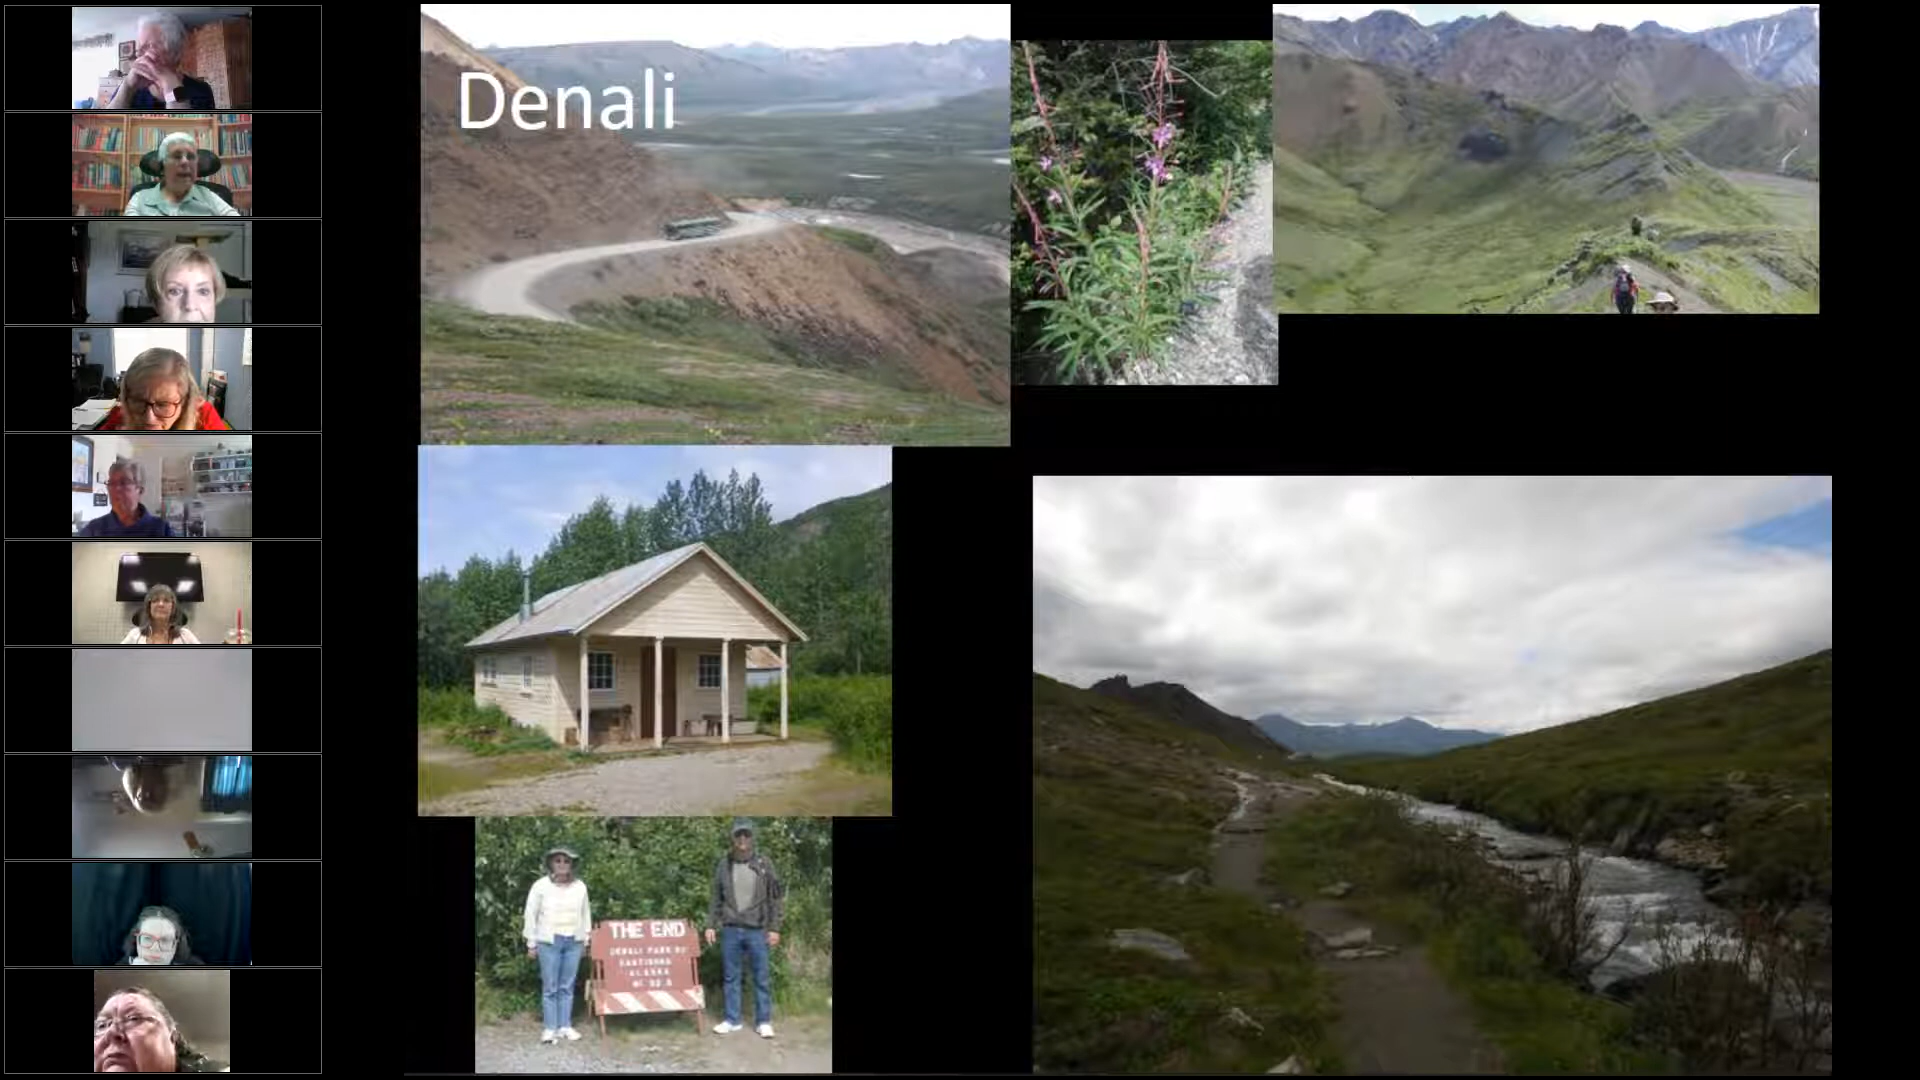 Denali
THE END
DENALI PARK RD
KANTISHNA
ALASKA